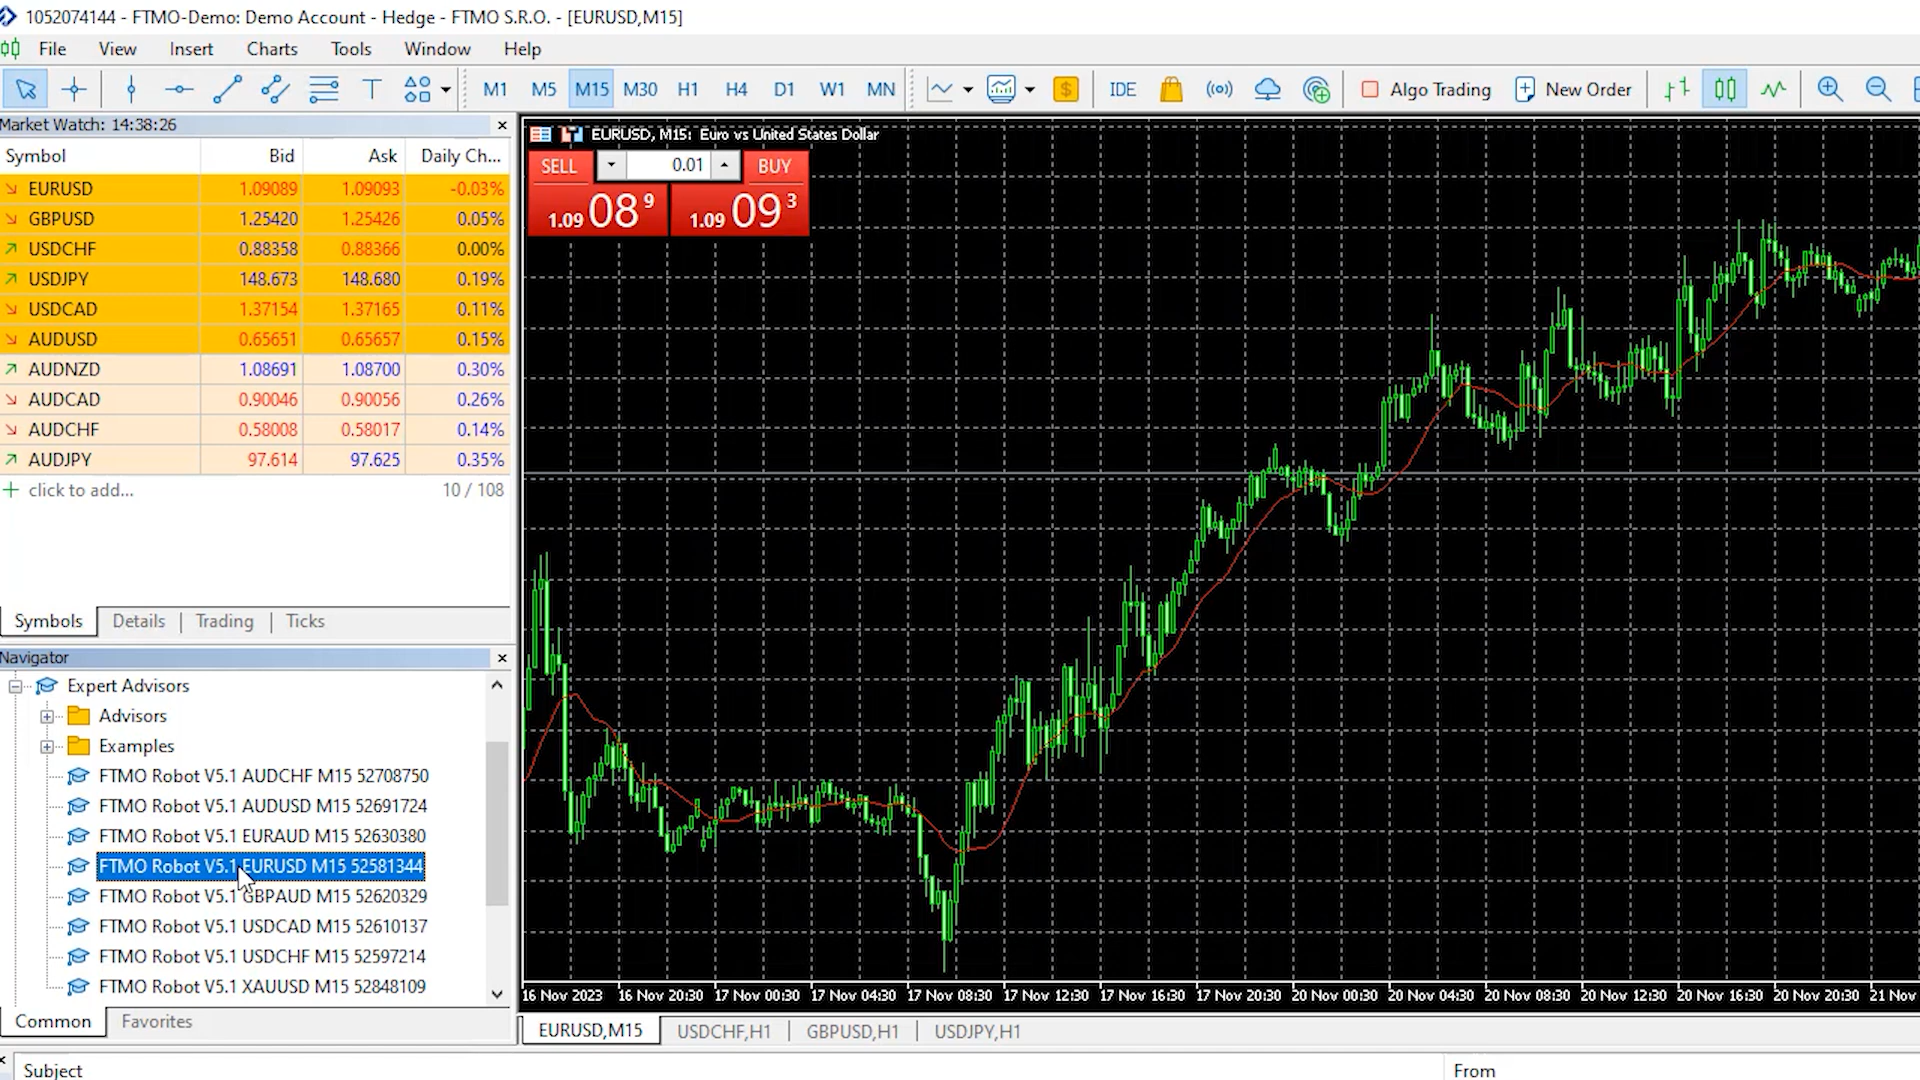 1052074144 - FTMO-Demo: Demo Account - Hedge - FTMO S.R.O. - [EURUSD,M15]
File View Insert Charts Tools Window Help
M1 M5 M15 M30 H1 H4 D1 W1 MN IDE Algo Trading New Order
Market Watch: 14:38:26
Symbol Bid Ask Daily Ch...
EURUSD 1.09089 1.09093 -0.03%
GBPUSD 1.25420 1.25426 0.05%
USDCHF 0.88358 0.88366 0.00%
USDJPY 148.673 148.680 0.19%
USDCAD 1.37154 1.37165 0.11%
AUDUSD 0.65651 0.65657 0.15%
AUDNZD 1.08691 1.08700 0.30%
AUDCAD 0.90046 0.90056 0.26%
AUDCHF 0.58008 0.58017 0.14%
AUDJPY 97.614 97.625 0.35%
click to add... 10 / 108
Symbols Details Trading Ticks
Navigator
Expert Advisors
Advisors
Examples
FTMO Robot V5.1 AUDCHF M15 52708750
FTMO Robot V5.1 AUDUSD M15 52691724
FTMO Robot V5.1 EURAUD M15 52630380
FTMO Robot V5.1 EURUSD M15 52581344
FTMO Robot V5.1 GBPAUD M15 52620329
FTMO Robot V5.1 USDCAD M15 52610137
FTMO Robot V5.1 USDCHF M15 52597214
FTMO Robot V5.1 XAUUSD M15 52848109
Common Favorites
EURUSD, M15: Euro vs United States Dollar
SELL 0.01 BUY
1.09 08 9 1.09 09 3
16 Nov 2023 16 Nov 20:30 17 Nov 00:30 17 Nov 04:30 17 Nov 08:30 17 Nov 12:30 17 Nov 16:30 17 Nov 20:30 20 Nov 00:30 20 Nov 04:30 20 Nov 08:30 20 Nov 12:30 20 Nov 16:30 20 Nov 20:30 21 Nov
EURUSD,M15 USDCHF,H1 GBPUSD,H1 USDJPY,H1
Subject From